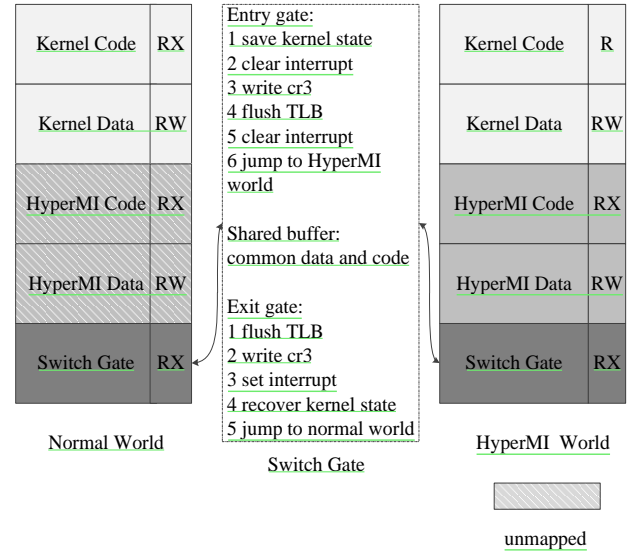 Kernel Code RX
Kernel Data RW
HyperMI Code RX
HyperMI Data RW
Switch Gate RX
Normal World
Entry gate:
1 save kernel state
2 clear interrupt
3 write cr3
4 flush TLB
5 clear interrupt
6 jump to HyperMI
world
Shared buffer:
common data and code
Exit gate:
1 flush TLB
2 write cr3
3 set interrupt
4 recover kernel state
5 jump to normal world
Switch Gate
Kernel Code R
Kernel Data RW
HyperMI Code RX
HyperMI Data RW
Switch Gate RX
HyperMI World
unmapped